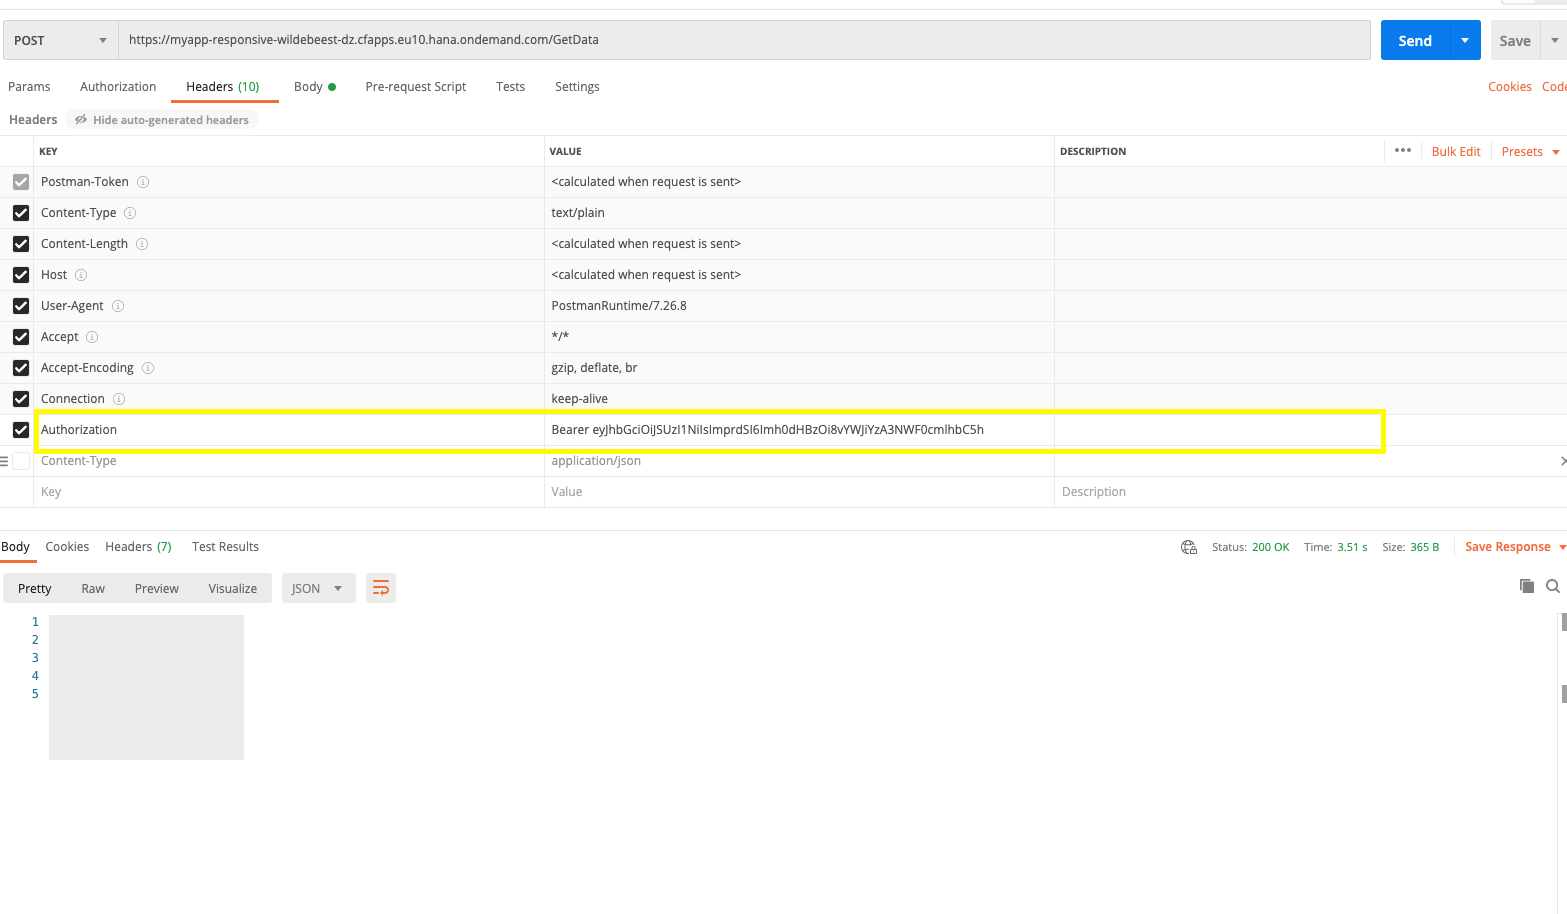 POST https://myapp-responsive-wildebeest-dz.cfapps.eu10.hana.ondemand.com/GetData Send Save
Params Authorization Headers (10) Body Pre-request Script Tests Settings Cookies Code
Headers Hide auto-generated headers
KEY VALUE DESCRIPTION ••• Bulk Edit Presets
Postman-Token <calculated when request is sent>
Content-Type text/plain
Content-Length <calculated when request is sent>
Host <calculated when request is sent>
User-Agent PostmanRuntime/7.26.8
Accept */*
Accept-Encoding gzip, deflate, br
Connection keep-alive
Authorization Bearer eyJhbGciOiJSUzI1NiIsImprdSI6Imh0dHBzOi8vYWJiYzA3NWF0cmlhbC5h
Content-Type application/json
Key Value Description
Body Cookies Headers (7) Test Results Status: 200 OK Time: 3.51 s Size: 365 B Save Response
Pretty Raw Preview Visualize JSON
1
2
3
4
5